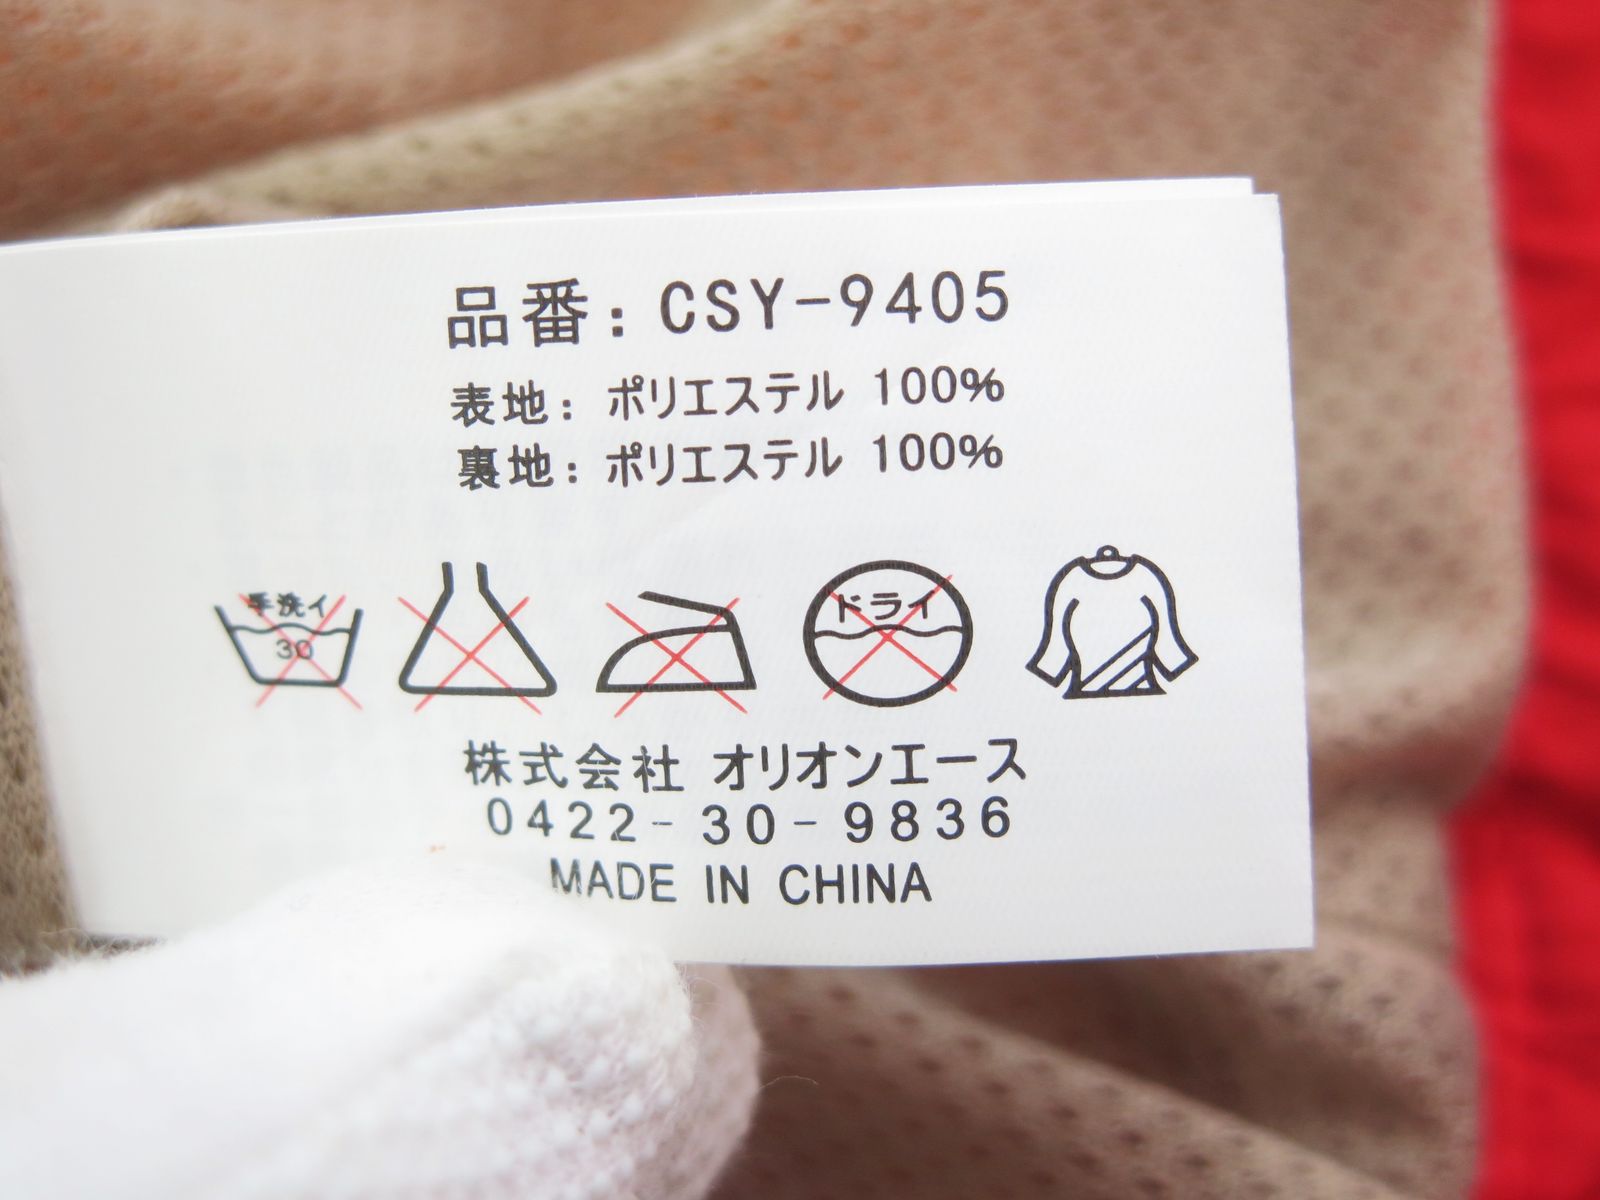 品番: CSY-9405
表地: ポリエステル 100%
裏地: ポリエステル 100%
手洗イ
30
ドライ
株式会社 オリオンエース
0422-30-9836
MADE IN CHINA